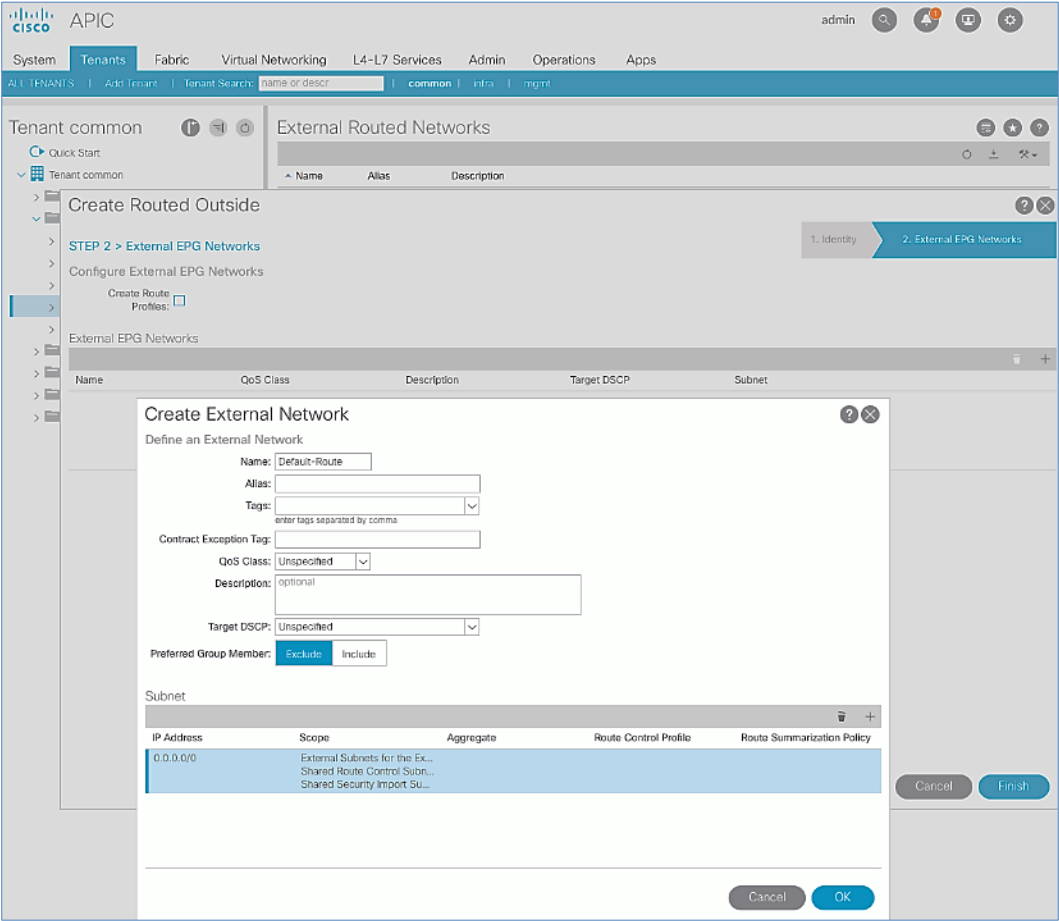 cisco APIC admin 1
System Tenants Fabric Virtual Networking L4-L7 Services Admin Operations Apps
ALL TENANTS | Add Tenant | Tenant Search: name or descr | common | infra | mgmt
Tenant common
Quick Start
Tenant common
External Routed Networks
Name Alias Description
Create Routed Outside
STEP 2 > External EPG Networks
1. Identity 2. External EPG Networks
Configure External EPG Networks
Create Route
Profiles:
External EPG Networks
Name QoS Class Description Target DSCP Subnet
Create External Network
Define an External Network
Name: Default-Route
Alias:
Tags:
enter tags separated by comma
Contract Exception Tag:
QoS Class: Unspecified
Description: optional
Target DSCP: Unspecified
Preferred Group Member: Exclude Include
Subnet
IP Address Scope Aggregate Route Control Profile Route Summarization Policy
0.0.0.0/0 External Subnets for the Ex...
Shared Route Control Subn...
Shared Security Import Su...
Cancel Finish
Cancel OK